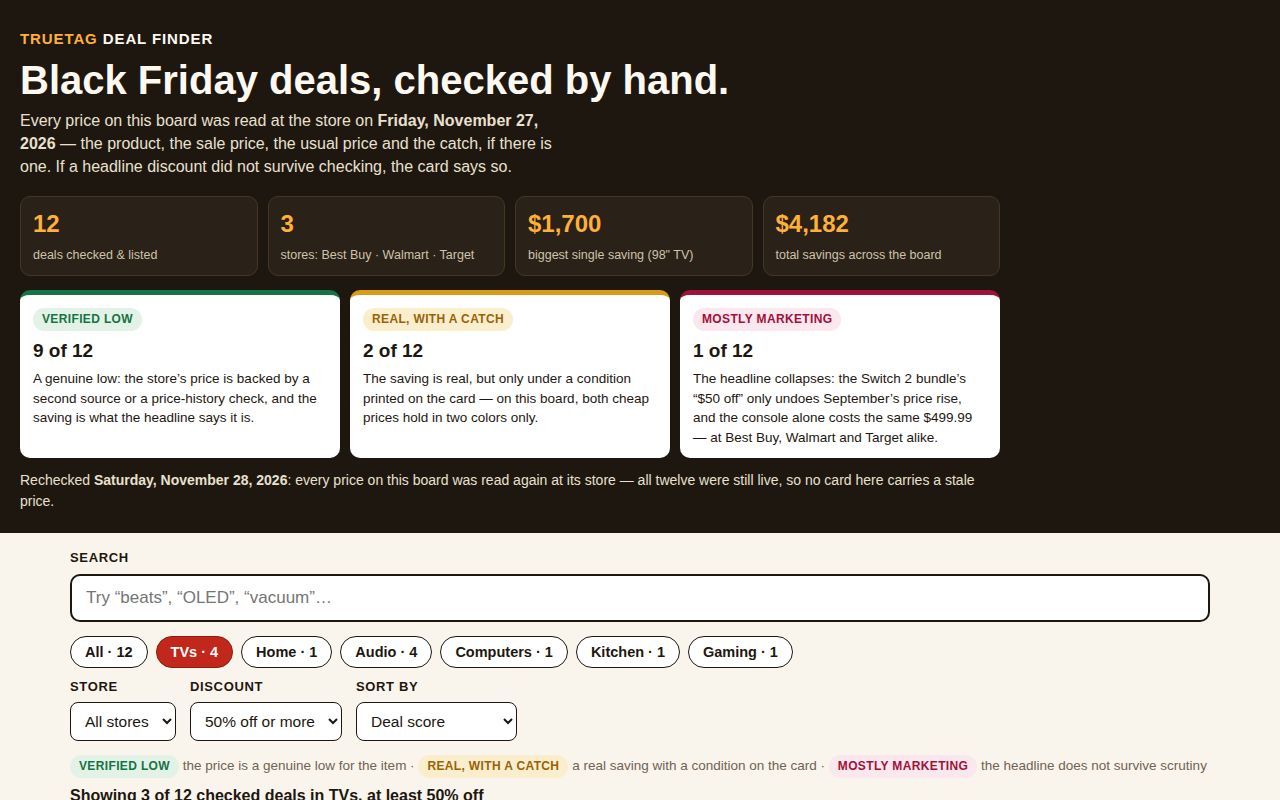 TRUETAG DEAL FINDER
Black Friday deals, checked by hand.
Every price on this board was read at the store on Friday, November 27,
2026 — the product, the sale price, the usual price and the catch, if there is
one. If a headline discount did not survive checking, the card says so.
12
deals checked & listed
3
stores: Best Buy · Walmart · Target
$1,700
biggest single saving (98" TV)
$4,182
total savings across the board
VERIFIED LOW
9 of 12
A genuine low: the store’s price is backed by a
second source or a price-history check, and the
saving is what the headline says it is.
REAL, WITH A CATCH
2 of 12
The saving is real, but only under a condition
printed on the card — on this board, both cheap
prices hold in two colors only.
MOSTLY MARKETING
1 of 12
The headline collapses: the Switch 2 bundle’s
“$50 off” only undoes September’s price rise,
and the console alone costs the same $499.99
— at Best Buy, Walmart and Target alike.
Rechecked Saturday, November 28, 2026: every price on this board was read again at its store — all twelve were still live, so no card here carries a stale
price.
SEARCH
Try “beats”, “OLED”, “vacuum”…
All · 12 TVs · 4 Home · 1 Audio · 4 Computers · 1 Kitchen · 1 Gaming · 1
STORE DISCOUNT SORT BY
All stores 50% off or more Deal score
VERIFIED LOW the price is a genuine low for the item · REAL, WITH A CATCH a real saving with a condition on the card · MOSTLY MARKETING the headline does not survive scrutiny
Showing 3 of 12 checked deals in TVs, at least 50% off